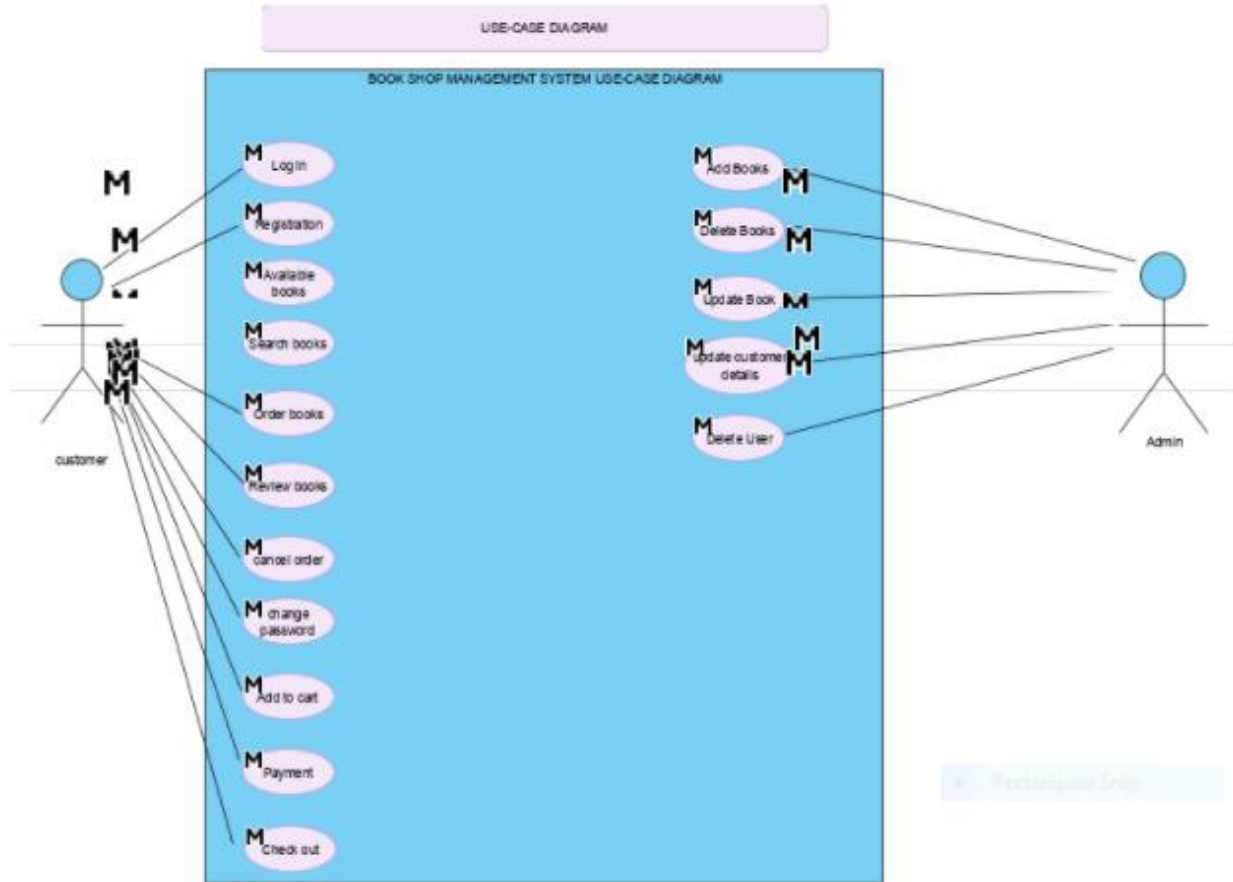 USE-CASE DIAGRAM
BOOK SHOP MANAGEMENT SYSTEM USE-CASE DIAGRAM
M
M
M
M
M
Log In
M
Registration
M
Available
books
M
Search books
M
Order books
M
Review books
M
cancel order
M
change
password
M
Add to cart
M
Payment
M
Check out
customer
M
Add Books
M
M
Delete Books
M
M
Update Book
M
M
M
update customer
details
M
M
Delete User
Admin
Rectangular Snip